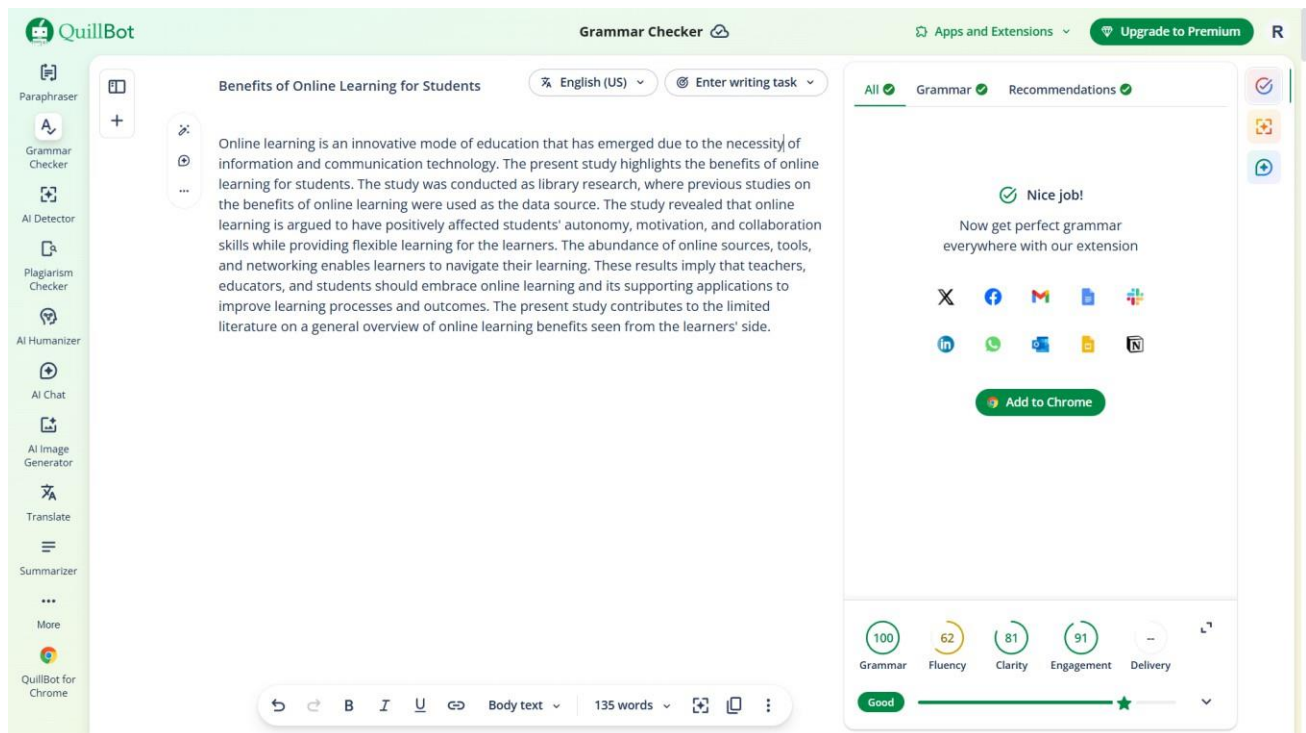 QuillBot
Grammar Checker
Apps and Extensions
Upgrade to Premium
R
Paraphraser
Grammar
Checker
AI Detector
Plagiarism
Checker
AI Humanizer
AI Chat
AI Image
Generator
Translate
Summarizer
More
QuillBot for
Chrome
Benefits of Online Learning for Students
English (US)
Enter writing task
Online learning is an innovative mode of education that has emerged due to the necessity of
information and communication technology. The present study highlights the benefits of online
learning for students. The study was conducted as library research, where previous studies on
the benefits of online learning were used as the data source. The study revealed that online
learning is argued to have positively affected students' autonomy, motivation, and collaboration
skills while providing flexible learning for the learners. The abundance of online sources, tools,
and networking enables learners to navigate their learning. These results imply that teachers,
educators, and students should embrace online learning and its supporting applications to
improve learning processes and outcomes. The present study contributes to the limited
literature on a general overview of online learning benefits seen from the learners' side.
B I U
Body text
135 words
All
Grammar
Recommendations
Nice job!
Now get perfect grammar
everywhere with our extension
Add to Chrome
100 62 81 91 --
Grammar Fluency Clarity Engagement Delivery
Good